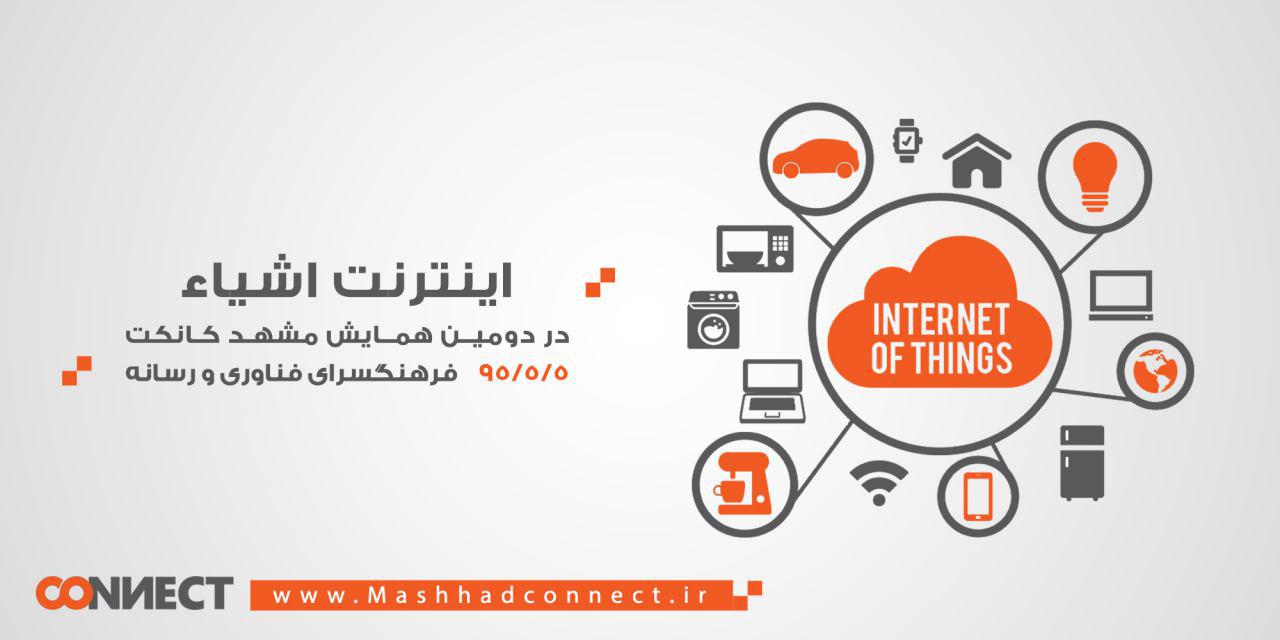 اینترنت اشیاء
در دومین همایش مشهد کانکت
۹۵/۵/۵ فرهنگسرای فناوری و رسانه
INTERNET
OF THINGS
CONNECT
www.Mashhadconnect.ir